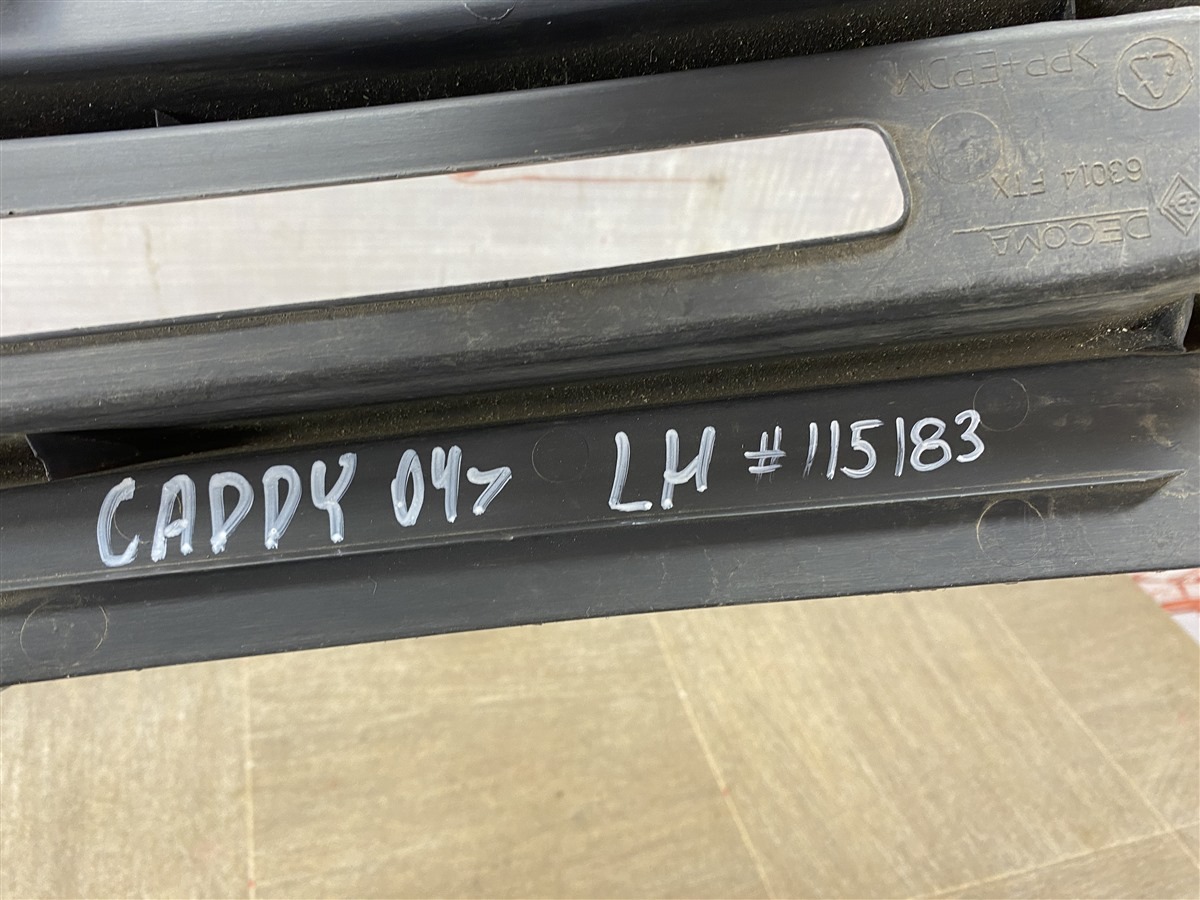 >PP+EPDM
63014 FTX
DECOMA
CADDY 04> LH #115183